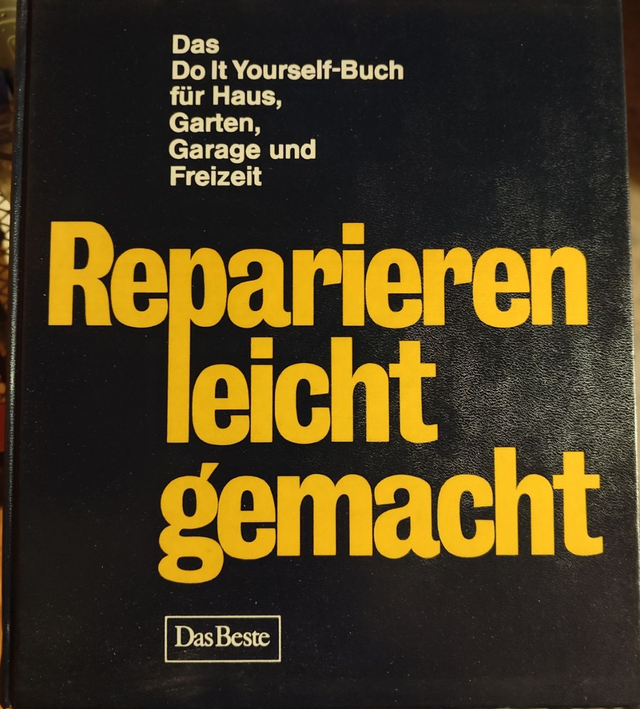 Das
Do It Yourself-Buch
für Haus,
Garten,
Garage und
Freizeit
Reparieren
leicht
gemacht
Das Beste